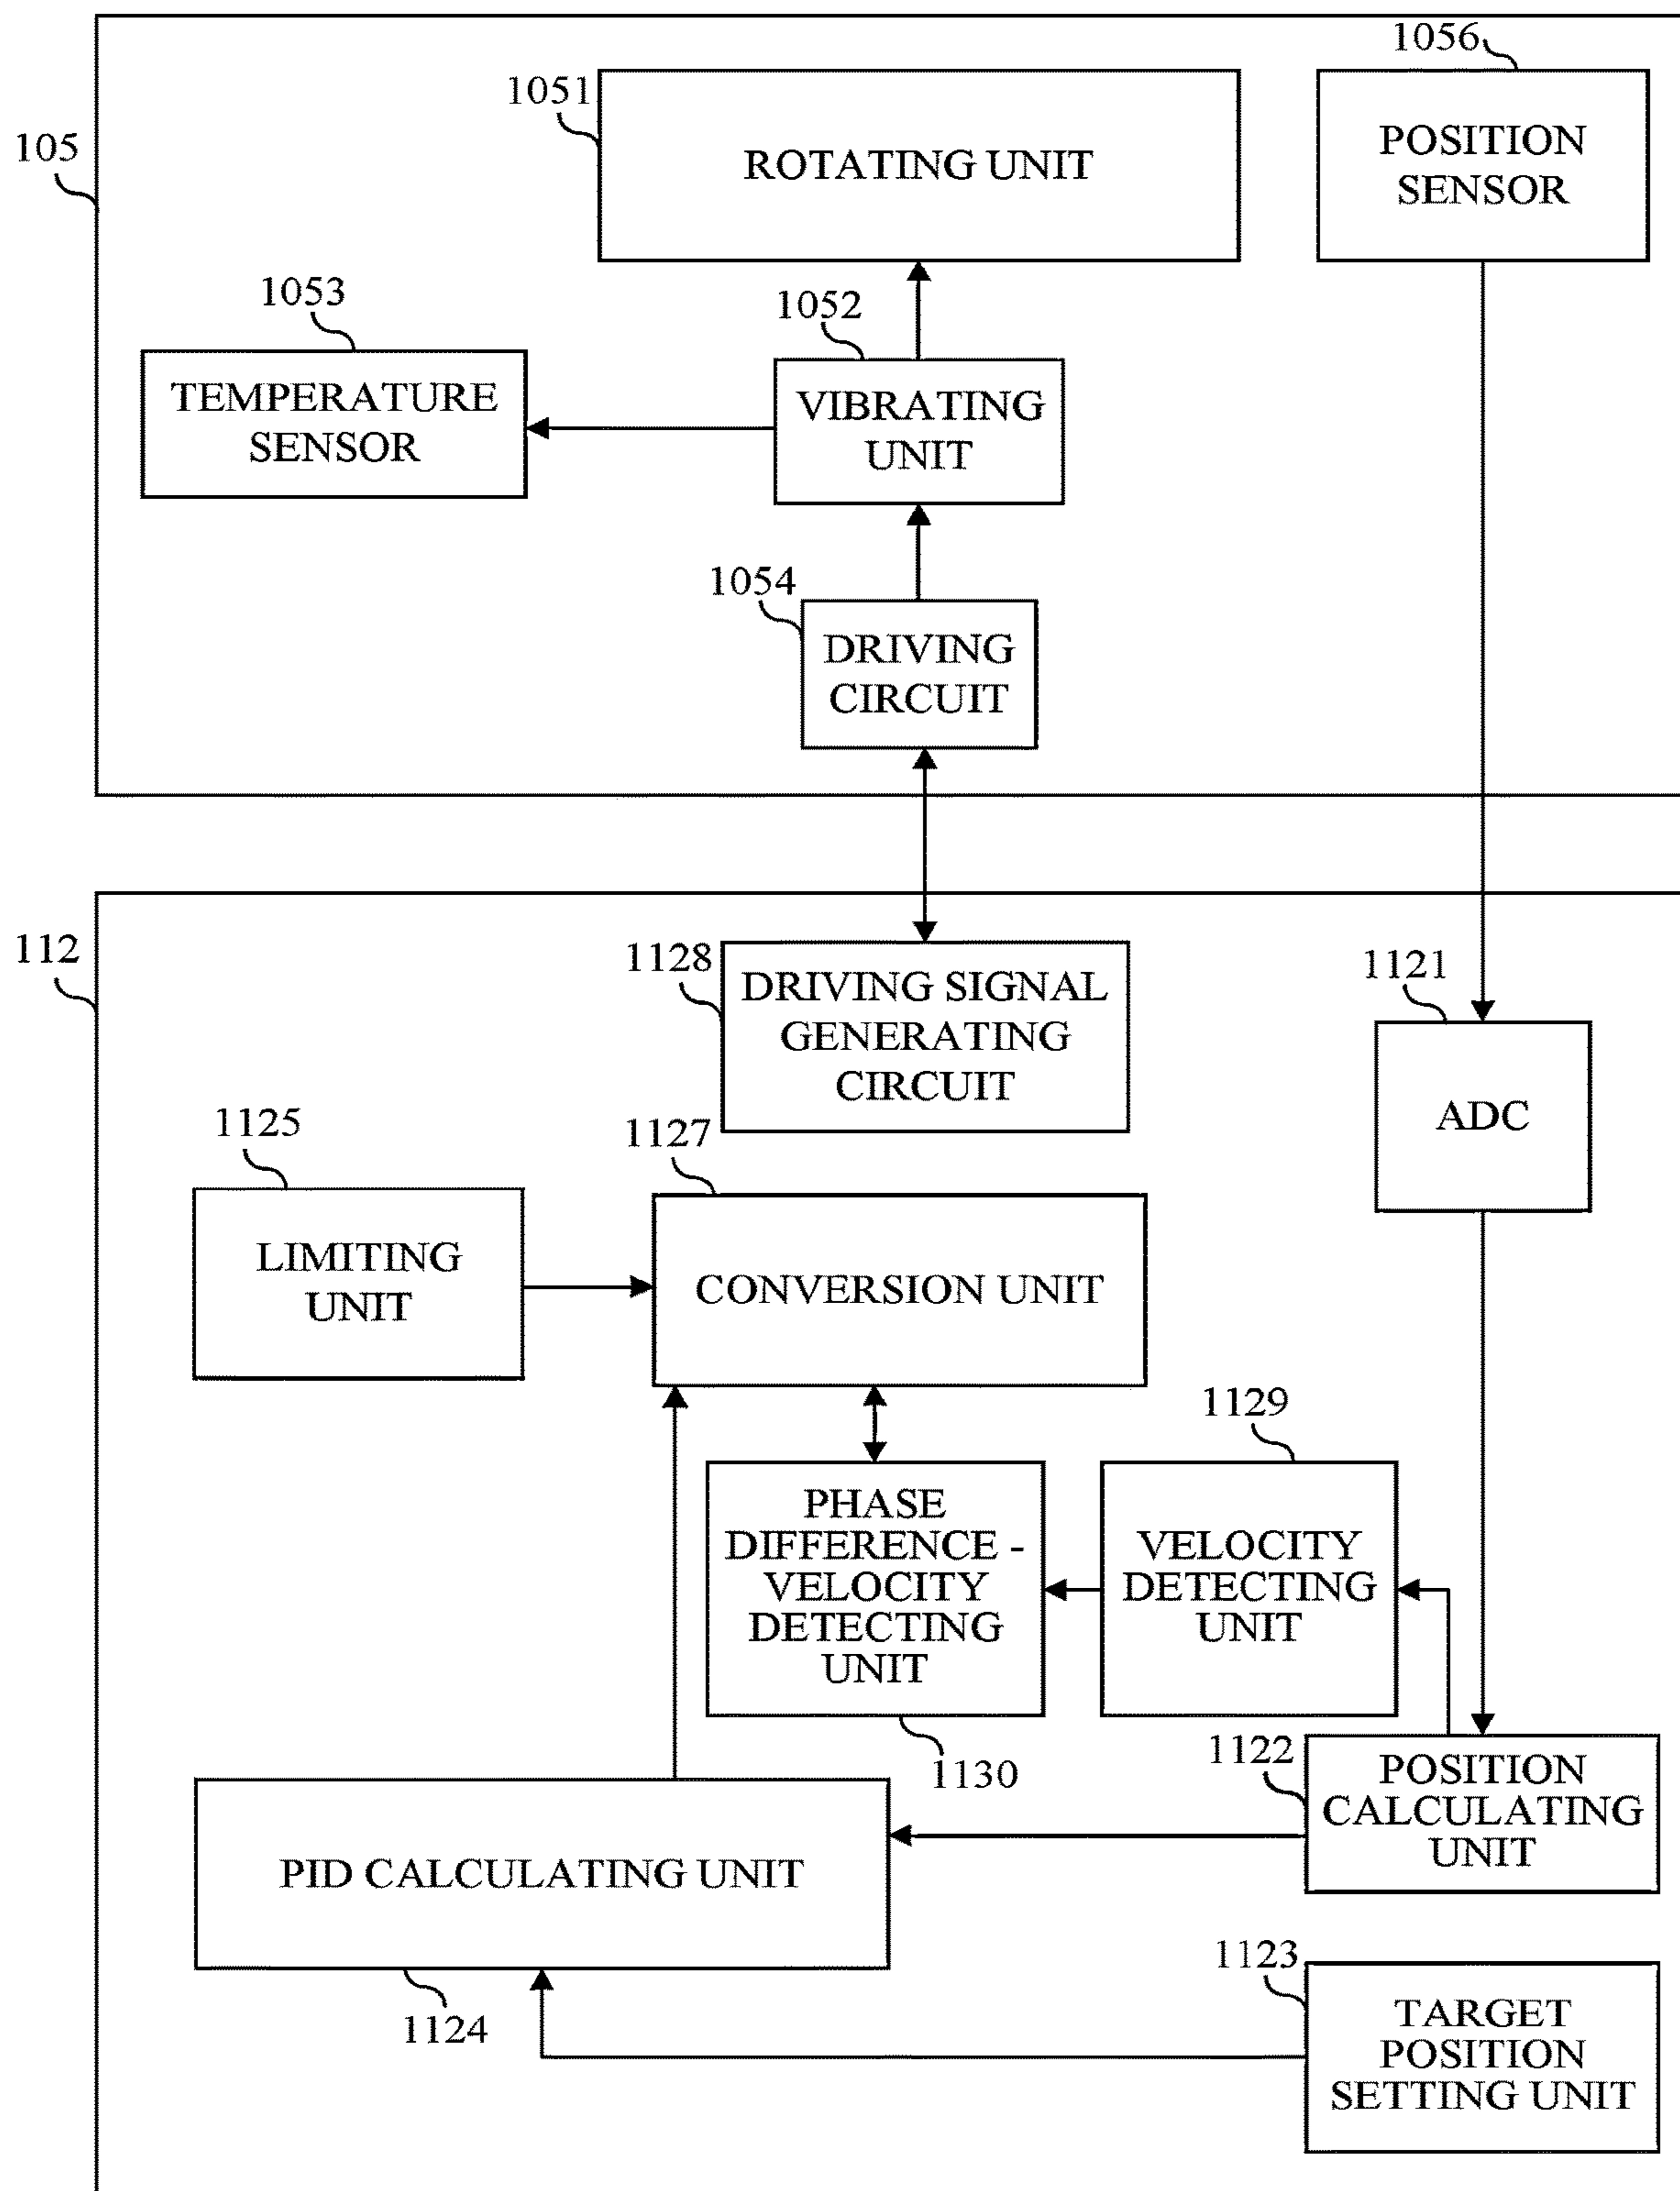 1056
1051
105
ROTATING UNIT
POSITION
SENSOR
1053
1052
TEMPERATURE
SENSOR
VIBRATING
UNIT
1054
DRIVING
CIRCUIT
112
1128
DRIVING SIGNAL
GENERATING
CIRCUIT
1121
ADC
1125
1127
LIMITING
UNIT
CONVERSION UNIT
1129
PHASE
DIFFERENCE -
VELOCITY
DETECTING
UNIT
VELOCITY
DETECTING
UNIT
1130
1122
POSITION
CALCULATING
UNIT
PID CALCULATING UNIT
1124
1123
TARGET
POSITION
SETTING UNIT